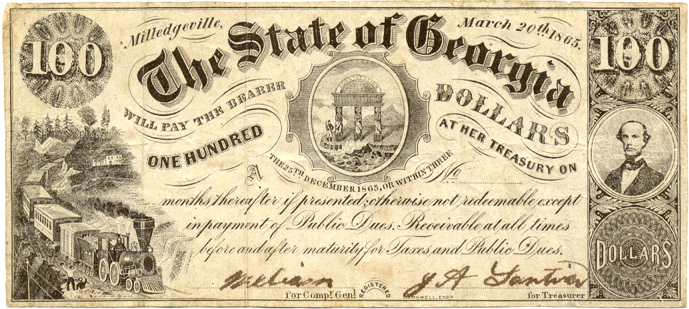 100
Milledgeville,
March 20th 1865.
100
The State of Georgia
WILL PAY THE BEARER
ONE HUNDRED
DOLLARS
AT HER TREASURY ON
THE 25TH DECEMBER 1865, OR WITHIN THREE
A
No
months thereafter if presented; otherwise not redeemable except
in payment of Public Dues. Receivable at all times
before and after maturity for Taxes and Public Dues.
DOLLARS
J A
for Compt. Genl.
REGISTERED
for Treasurer